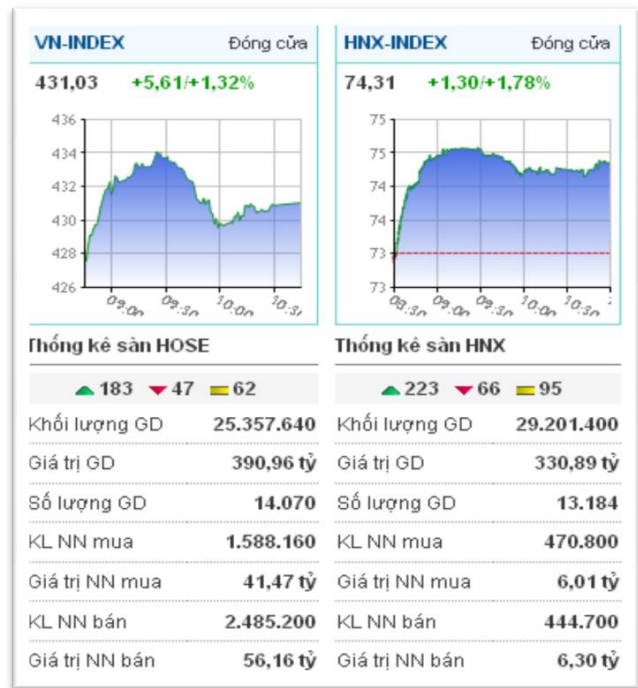 VN-INDEX Đóng cửa
431,03 +5,61/+1,32%
436
434
432
430
428
426
09:00 09:30 10:00 10:30
Thống kê sàn HOSE
183 47 62
Khối lượng GD 25.357.640
Giá trị GD 390,96 tỷ
Số lượng GD 14.070
KL NN mua 1.588.160
Giá trị NN mua 41,47 tỷ
KL NN bán 2.485.200
Giá trị NN bán 56,16 tỷ
HNX-INDEX Đóng cửa
74,31 +1,30/+1,78%
75
75
74
74
73
73
08:30 09:00 09:30 10:00 10:30
Thống kê sàn HNX
223 66 95
Khối lượng GD 29.201.400
Giá trị GD 330,89 tỷ
Số lượng GD 13.184
KL NN mua 470.800
Giá trị NN mua 6,01 tỷ
KL NN bán 444.700
Giá trị NN bán 6,30 tỷ